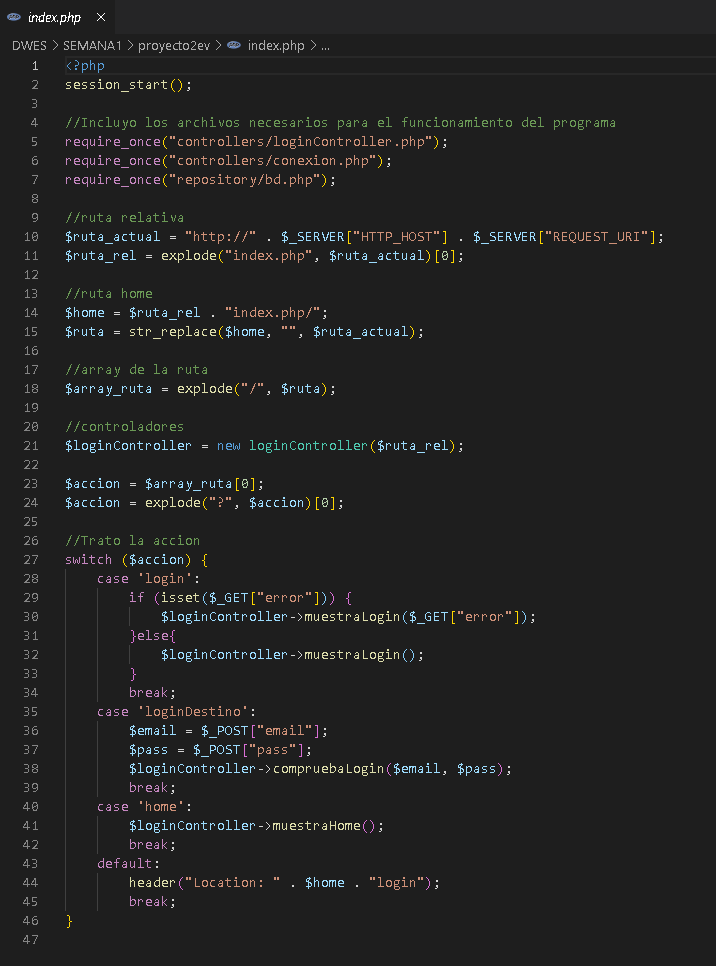 index.php ×
DWES > SEMANA1 > proyecto2ev > index.php > ...
1 <?php
2 session_start();
3
4 //Incluyo los archivos necesarios para el funcionamiento del programa
5 require_once("controllers/loginController.php");
6 require_once("controllers/conexion.php");
7 require_once("repository/bd.php");
8
9 //ruta relativa
10 $ruta_actual = "http://" . $_SERVER["HTTP_HOST"] . $_SERVER["REQUEST_URI"];
11 $ruta_rel = explode("index.php", $ruta_actual)[0];
12
13 //ruta home
14 $home = $ruta_rel . "index.php/";
15 $ruta = str_replace($home, "", $ruta_actual);
16
17 //array de la ruta
18 $array_ruta = explode("/", $ruta);
19
20 //controladores
21 $loginController = new loginController($ruta_rel);
22
23 $accion = $array_ruta[0];
24 $accion = explode("?", $accion)[0];
25
26 //Trato la accion
27 switch ($accion) {
28     case 'login':
29         if (isset($_GET["error"])) {
30             $loginController->muestraLogin($_GET["error"]);
31         }else{
32             $loginController->muestraLogin();
33         }
34         break;
35     case 'loginDestino':
36         $email = $_POST["email"];
37         $pass = $_POST["pass"];
38         $loginController->compruebaLogin($email, $pass);
39         break;
40     case 'home':
41         $loginController->muestraHome();
42         break;
43     default:
44         header("Location: " . $home . "login");
45         break;
46 }
47